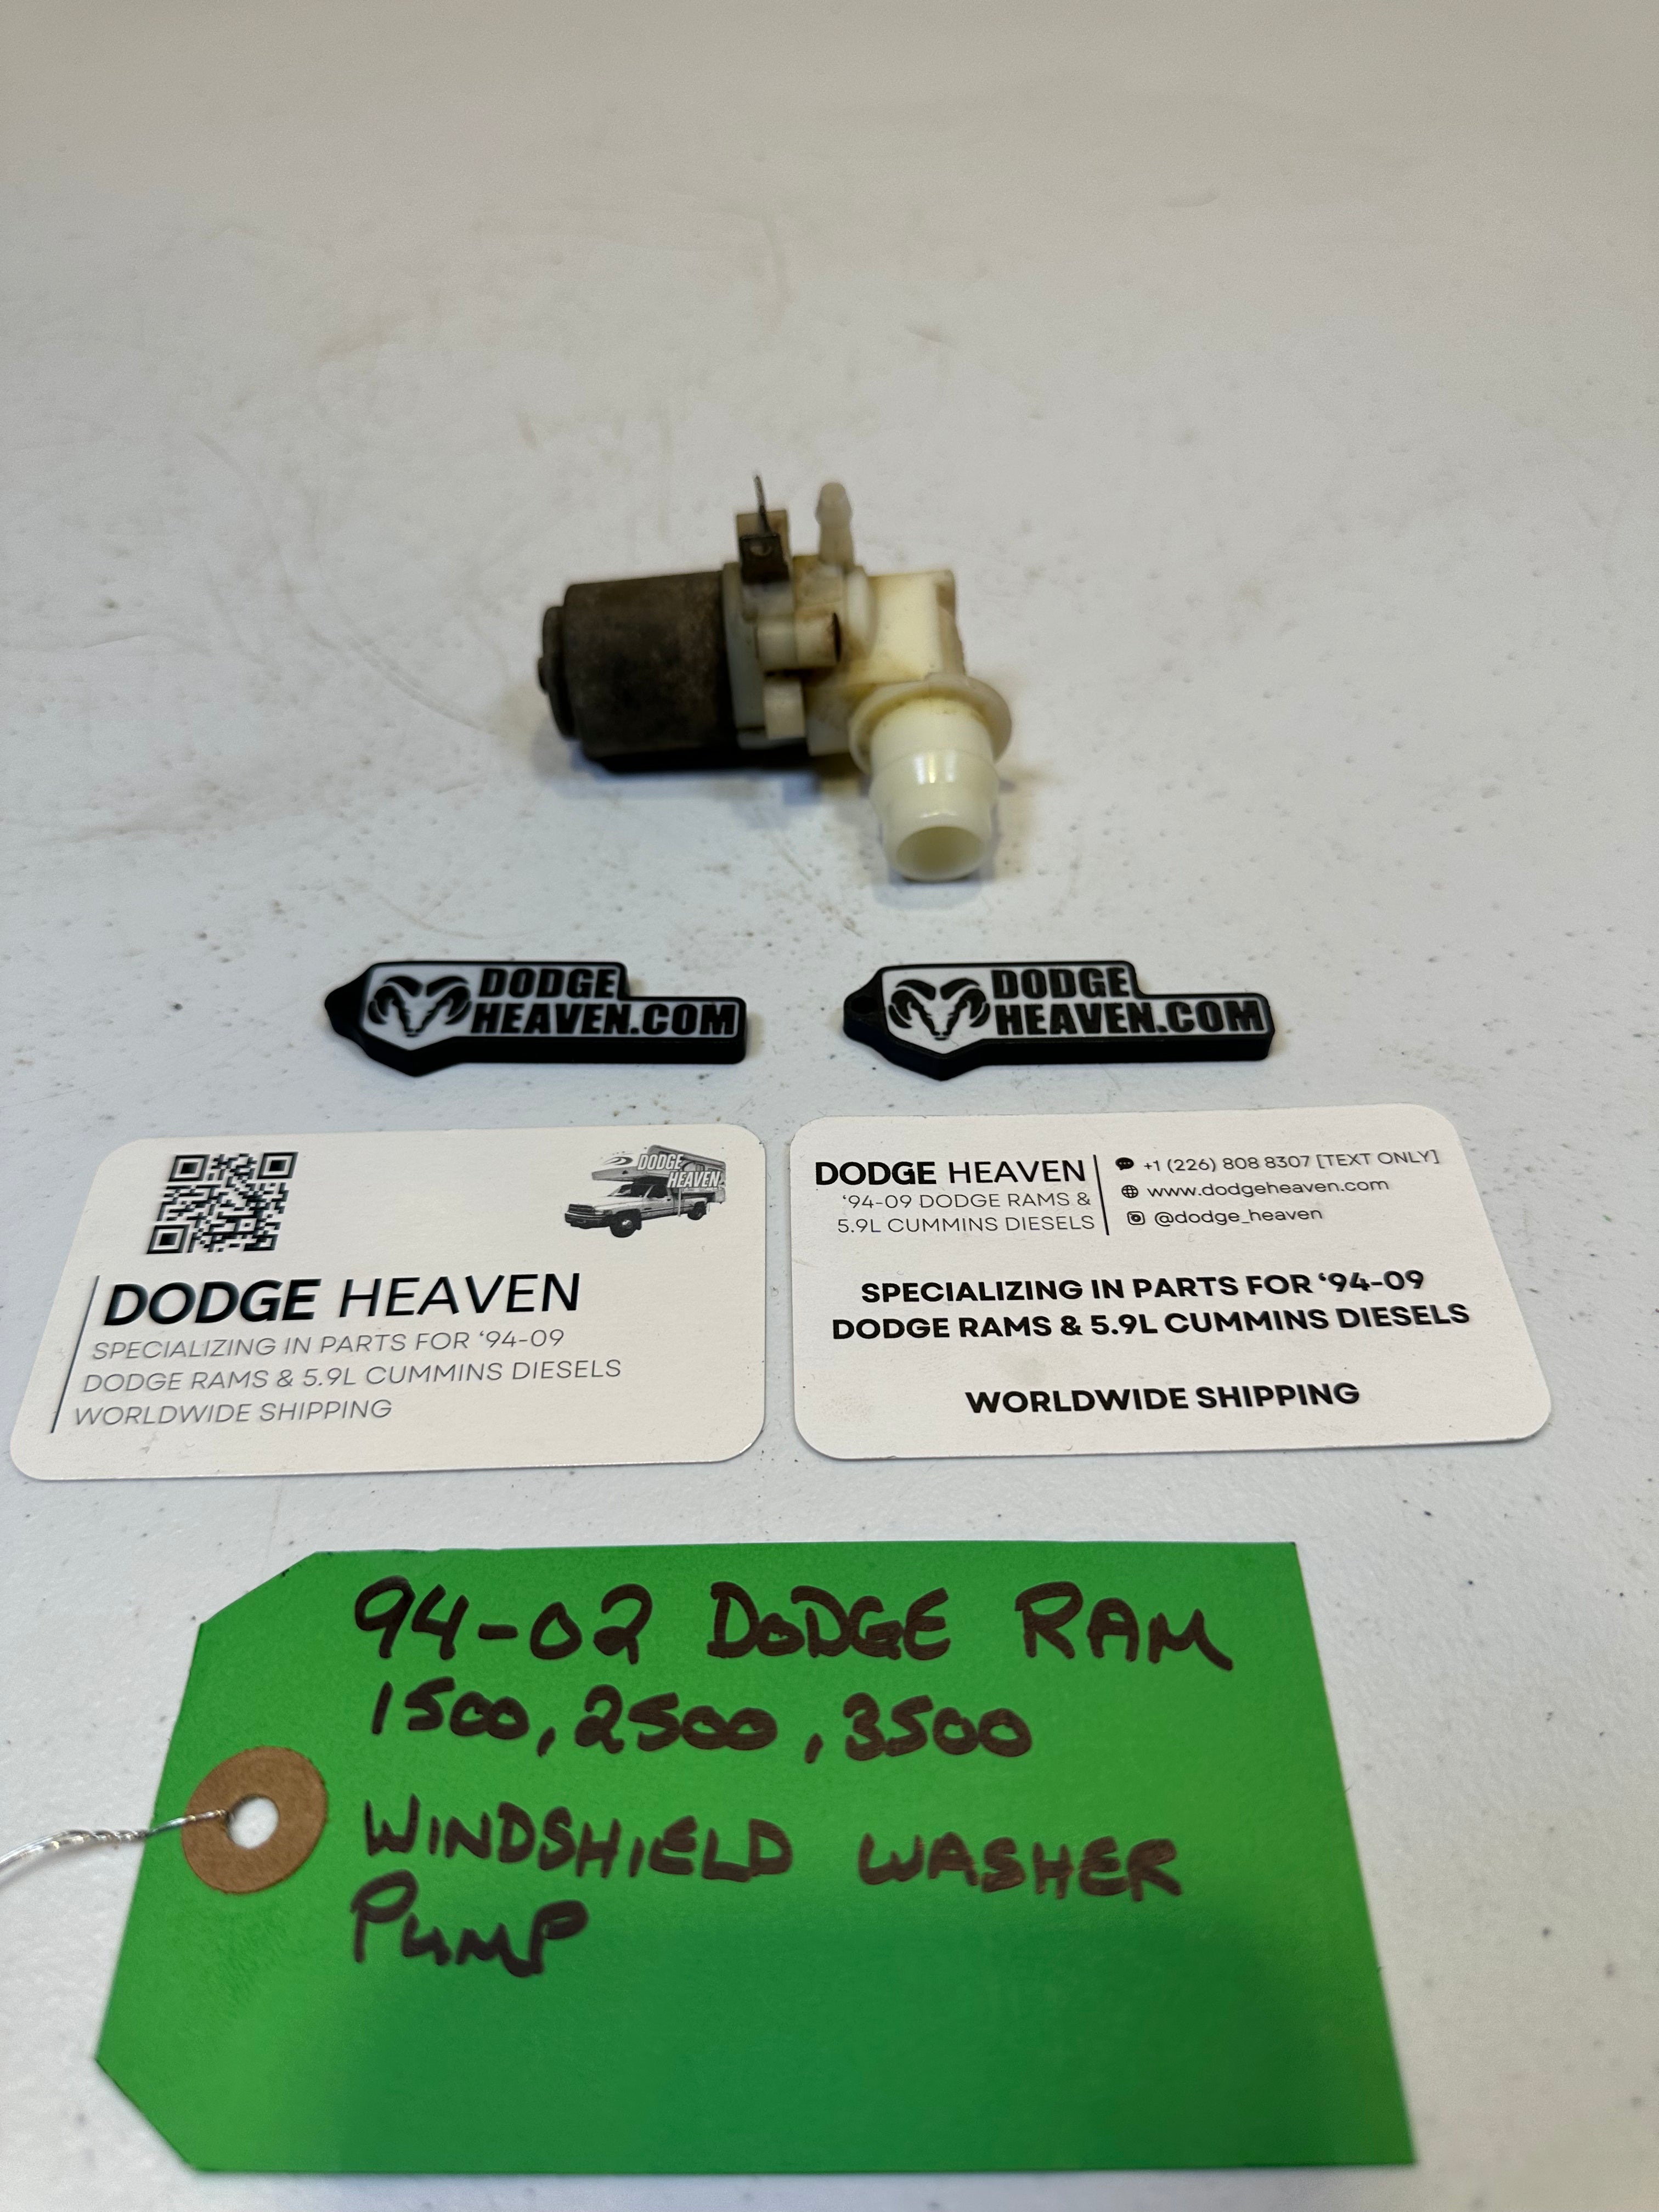 DODGE
HEAVEN.COM
DODGE
HEAVEN.COM
DODGE
HEAVEN
DODGE HEAVEN
SPECIALIZING IN PARTS FOR ‘94-09
DODGE RAMS & 5.9L CUMMINS DIESELS
WORLDWIDE SHIPPING
DODGE HEAVEN
‘94-09 DODGE RAMS &
5.9L CUMMINS DIESELS
+1 (226) 808 8307 [TEXT ONLY]
www.dodgeheaven.com
@dodge_heaven
SPECIALIZING IN PARTS FOR ‘94-09
DODGE RAMS & 5.9L CUMMINS DIESELS
WORLDWIDE SHIPPING
94-02 DODGE RAM
1500, 2500, 3500
WINDSHIELD WASHER
PUMP